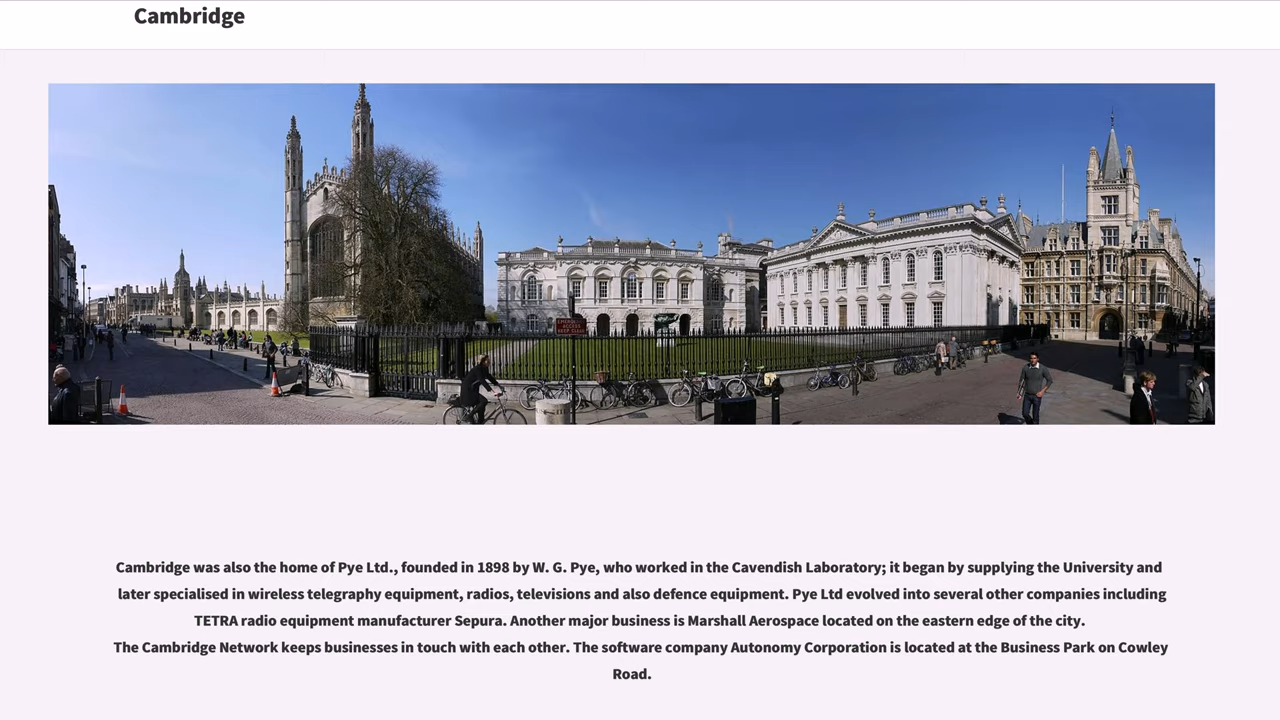 Cambridge
EMERGENCY
ACCESS
KEEP CLEAR
Cambridge was also the home of Pye Ltd., founded in 1898 by W. G. Pye, who worked in the Cavendish Laboratory; it began by supplying the University and
later specialised in wireless telegraphy equipment, radios, televisions and also defence equipment. Pye Ltd evolved into several other companies including
TETRA radio equipment manufacturer Sepura. Another major business is Marshall Aerospace located on the eastern edge of the city.
The Cambridge Network keeps businesses in touch with each other. The software company Autonomy Corporation is located at the Business Park on Cowley
Road.